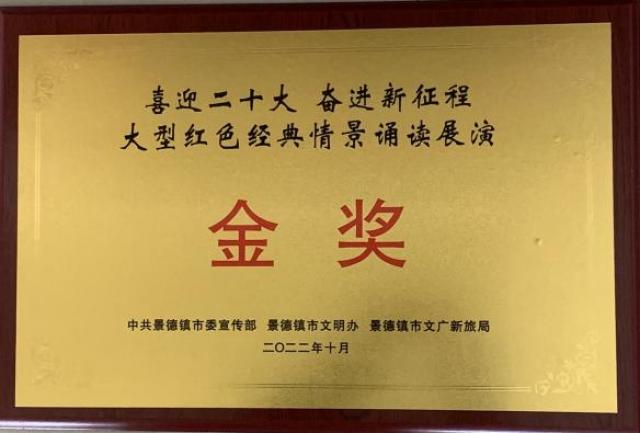 喜迎二十大 奋进新征程
大型红色经典情景诵读展演
金奖
中共景德镇市委宣传部 景德镇市文明办 景德镇市文广新旅局
二〇二二年十月